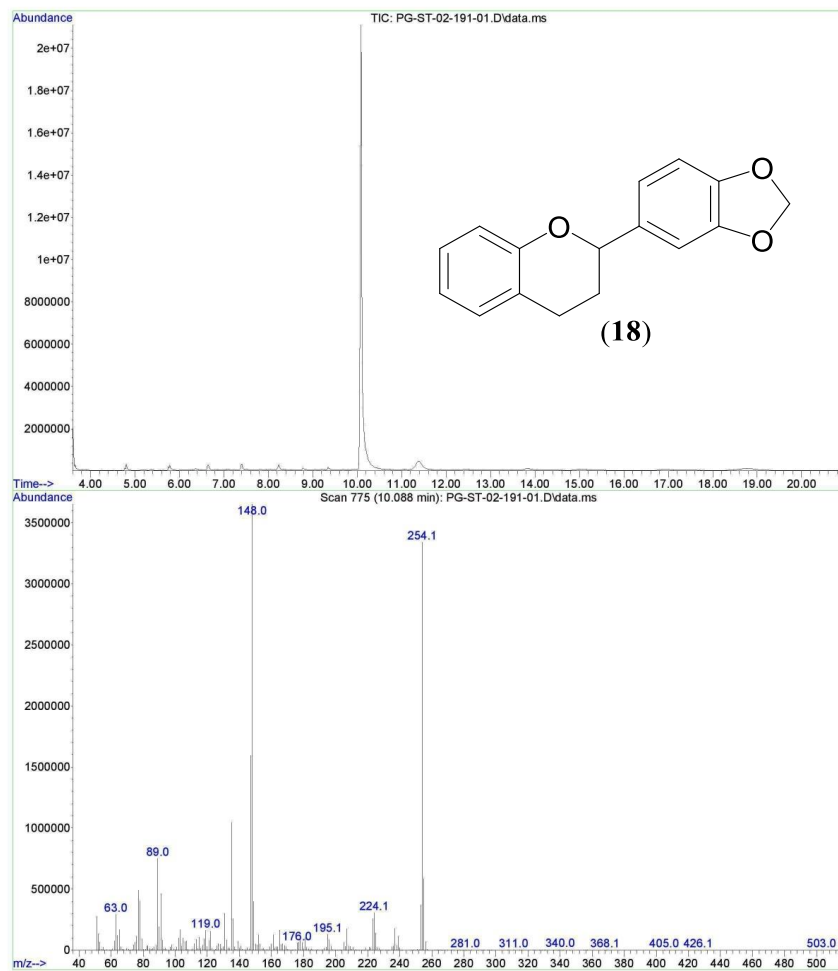 Abundance
TIC: PG-ST-02-191-01.D\data.ms
2e+07
1.8e+07
1.6e+07
1.4e+07
1.2e+07
1e+07
8000000
6000000
4000000
2000000
O
O
O
(18)
Time-->
4.00 5.00 6.00 7.00 8.00 9.00 10.00 11.00 12.00 13.00 14.00 15.00 16.00 17.00 18.00 19.00 20.00
Abundance
Scan 775 (10.088 min): PG-ST-02-191-01.D\data.ms
148.0
3500000
254.1
3000000
2500000
2000000
1500000
1000000
89.0
500000
63.0
119.0
176.0
195.1
224.1
281.0 311.0 340.0 368.1 405.0 426.1 503.0
0
m/z-->
40 60 80 100 120 140 160 180 200 220 240 260 280 300 320 340 360 380 400 420 440 460 480 500